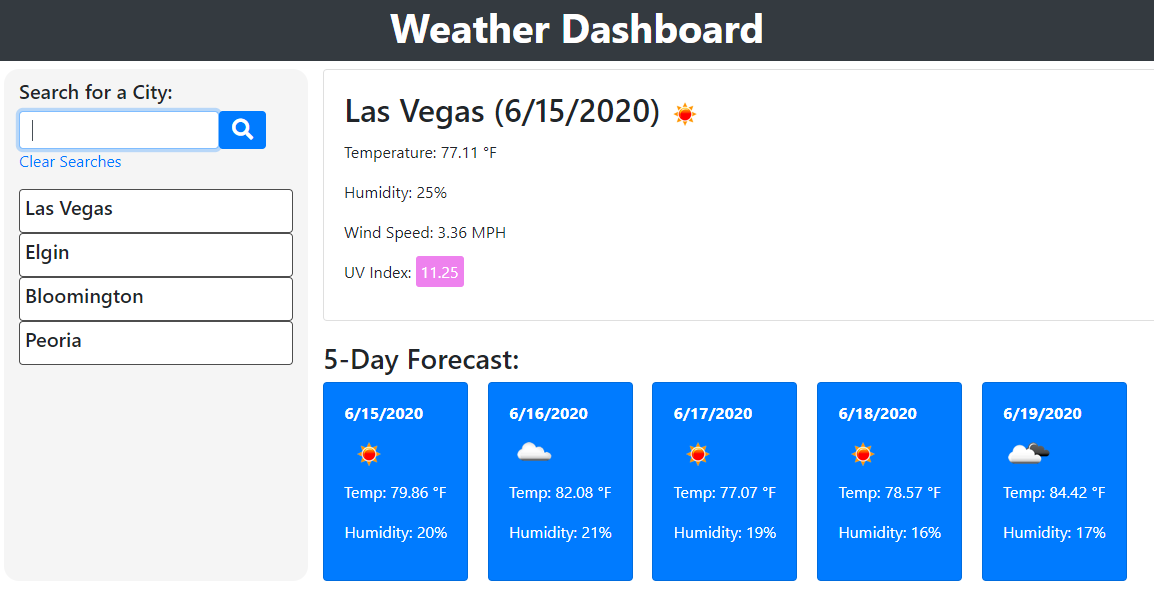 Weather Dashboard
Search for a City:
Clear Searches
Las Vegas
Elgin
Bloomington
Peoria
Las Vegas (6/15/2020)
Temperature: 77.11 °F
Humidity: 25%
Wind Speed: 3.36 MPH
UV Index: 11.25
5-Day Forecast:
6/15/2020
Temp: 79.86 °F
Humidity: 20%
6/16/2020
Temp: 82.08 °F
Humidity: 21%
6/17/2020
Temp: 77.07 °F
Humidity: 19%
6/18/2020
Temp: 78.57 °F
Humidity: 16%
6/19/2020
Temp: 84.42 °F
Humidity: 17%